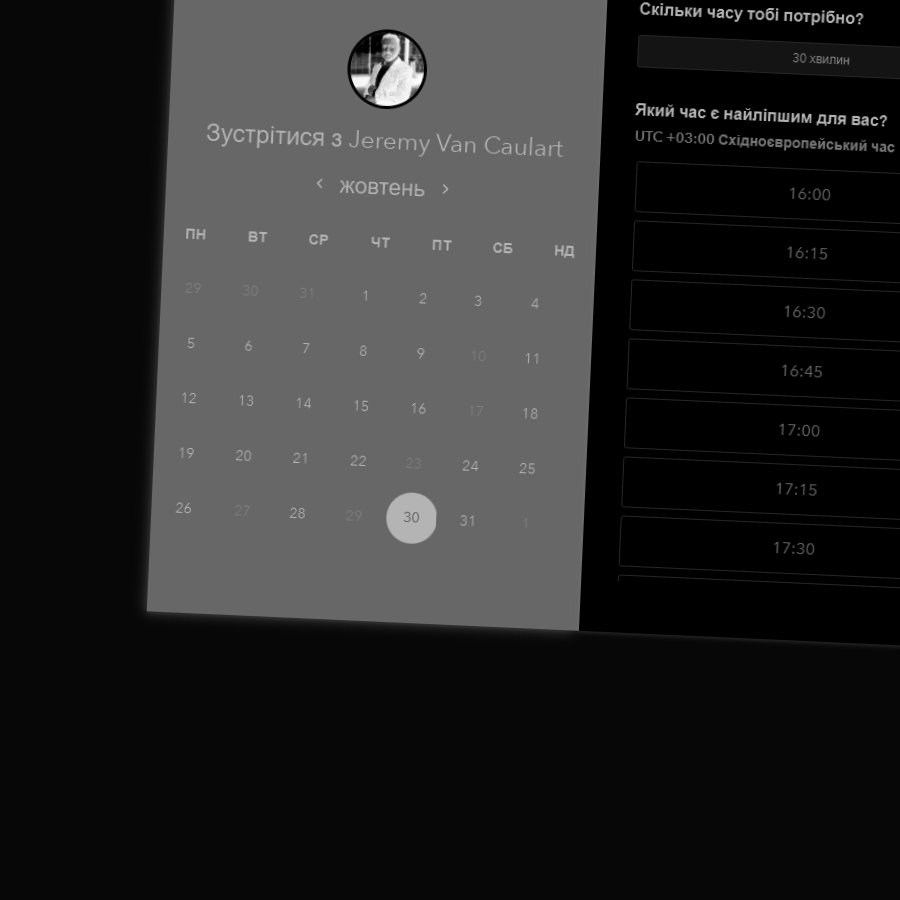 Зустрітися з Jeremy Van Caulart
‹ жовтень ›
ПН ВТ СР ЧТ ПТ СБ НД
29 30 31 1 2 3 4
5 6 7 8 9 10 11
12 13 14 15 16 17 18
19 20 21 22 23 24 25
26 27 28 29 30 31 1
Скільки часу тобі потрібно?
30 хвилин
Який час є найліпшим для вас?
UTC +03:00 Східноєвропейський час
16:00
16:15
16:30
16:45
17:00
17:15
17:30